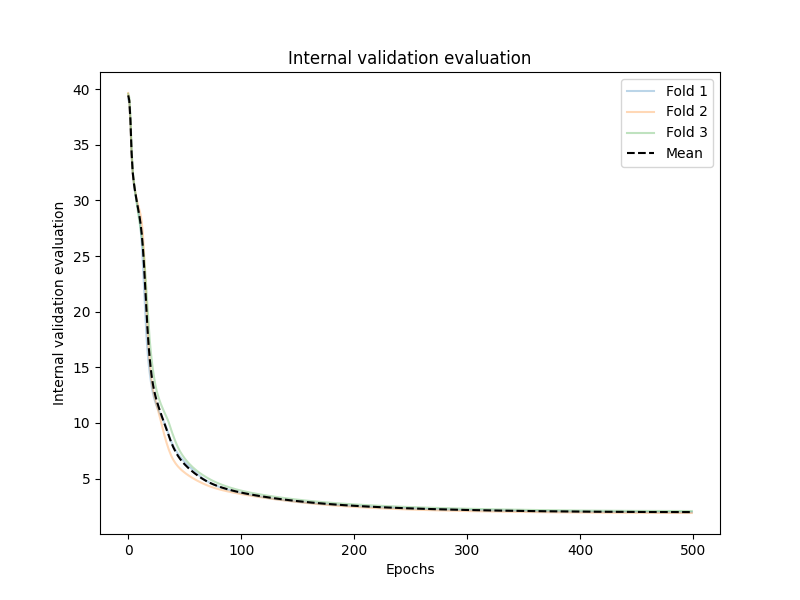 Internal validation evaluation
Internal validation evaluation
40
35
30
25
20
15
10
5
0
100
200
300
400
500
Epochs
Fold 1
Fold 2
Fold 3
Mean